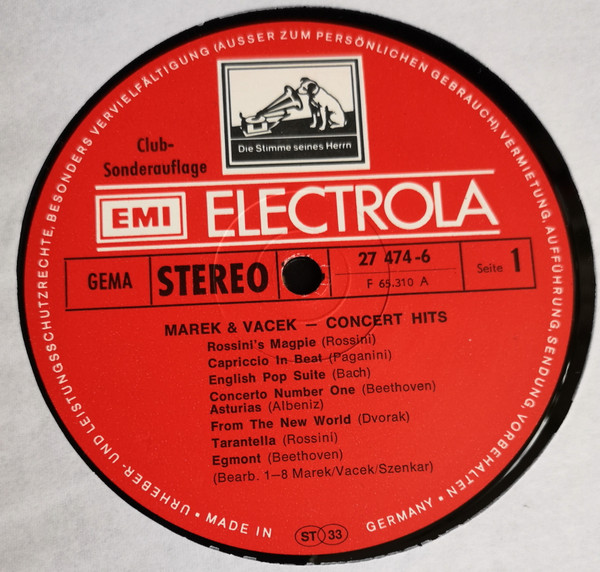 URHEBER- UND LEISTUNGSSCHUTZRECHTE, BESONDERS VERVIELFÄLTIGUNG (AUSSER ZUM PERSÖNLICHEN GEBRAUCH), VERMIETUNG, AUFFÜHRUNG, SENDUNG, VORBEHALTEN • MADE IN GERMANY •
Die Stimme seines Herrn
Club-
Sonderauflage
EMI ELECTROLA
GEMA STEREO 27 474-6 Seite 1
F 65.310 A
MAREK & VACEK – CONCERT HITS
Rossini's Magpie (Rossini)
Capriccio In Beat (Paganini)
English Pop Suite (Bach)
Concerto Number One (Beethoven)
Asturias (Albeniz)
From The New World (Dvorak)
Tarantella (Rossini)
Egmont (Beethoven)
(Bearb. 1–8 Marek/Vacek/Szenkar)
ST 33